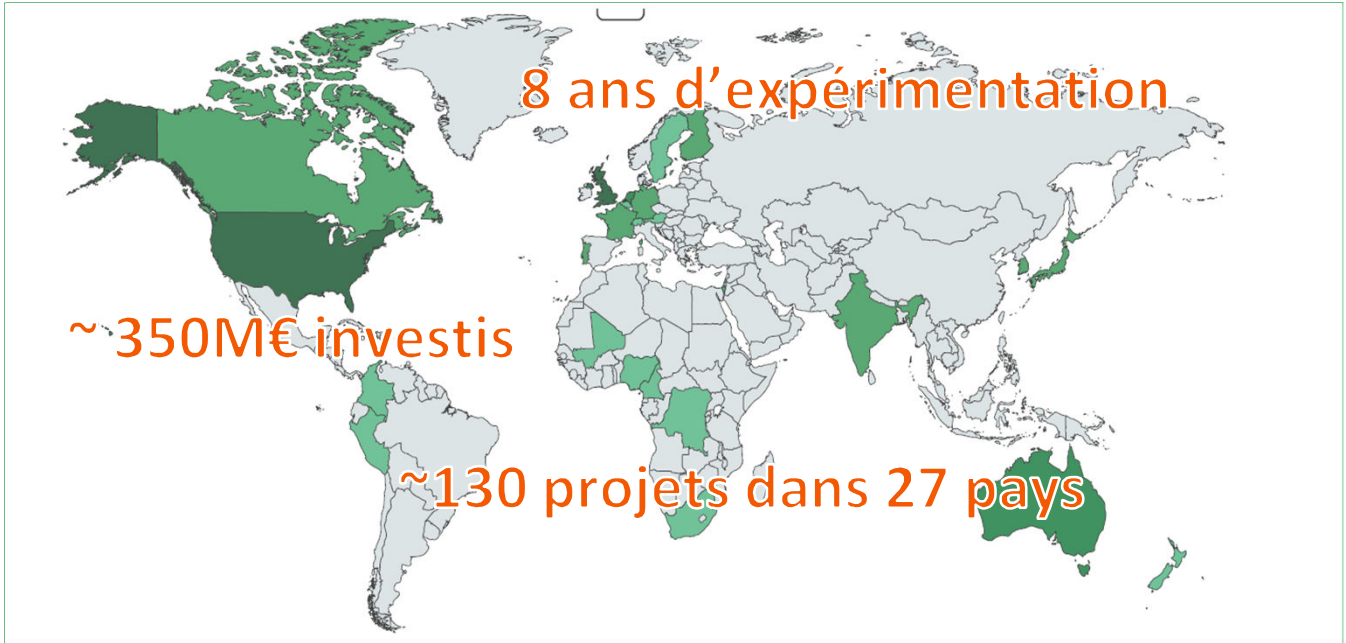 8 ans d’expérimentation
~ 350M€ investis
~130 projets dans 27 pays